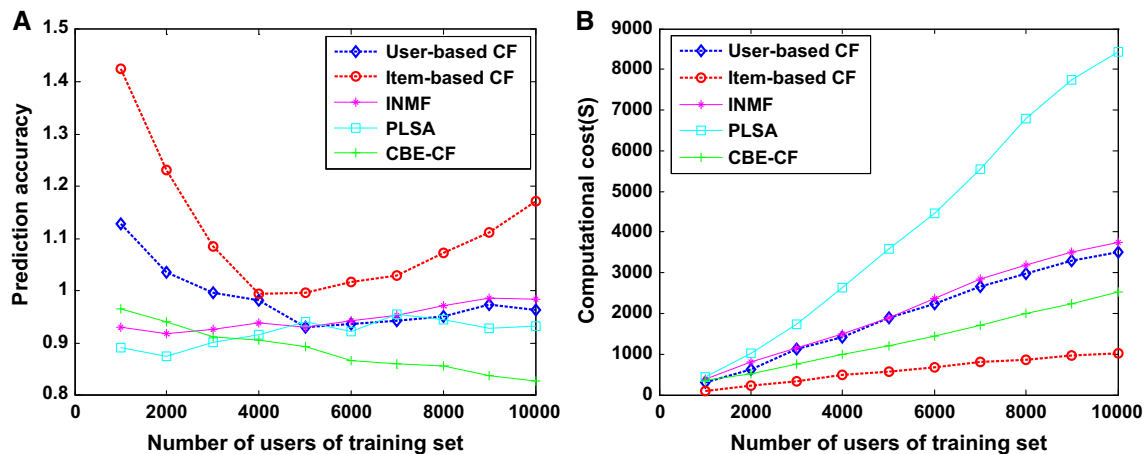 A
Prediction accuracy
1.5
1.4
1.3
1.2
1.1
1
0.9
0.8
0
2000
4000
6000
8000
10000
Number of users of training set
User-based CF
Item-based CF
INMF
PLSA
CBE-CF
B
Computational cost(S)
9000
8000
7000
6000
5000
4000
3000
2000
1000
0
0
2000
4000
6000
8000
10000
Number of users of training set
User-based CF
Item-based CF
INMF
PLSA
CBE-CF